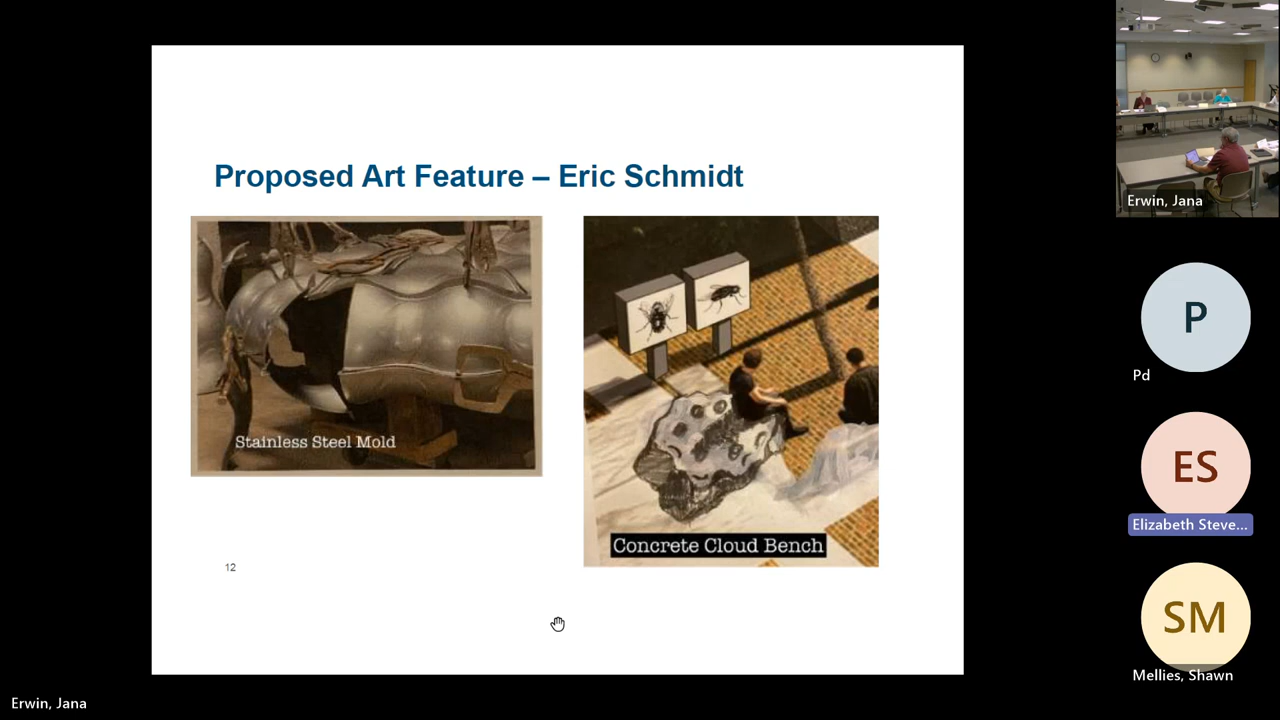 Proposed Art Feature – Eric Schmidt
Stainless Steel Mold
Concrete Cloud Bench
12
Erwin, Jana
P
Pd
ES
Elizabeth Steve...
SM
Mellies, Shawn
Erwin, Jana